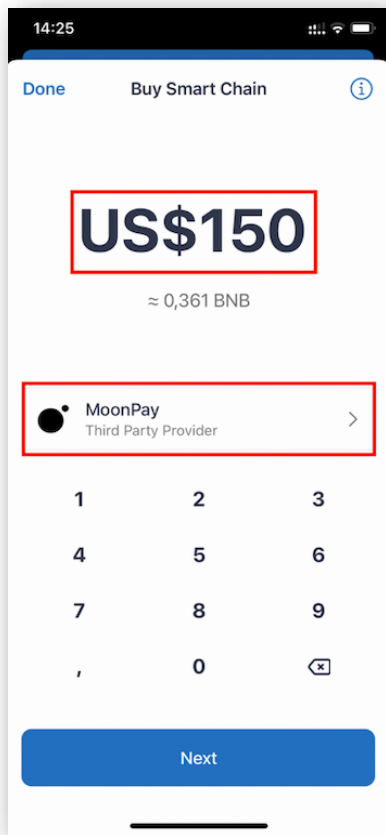 14:25
Done Buy Smart Chain
US$150
≈ 0,361 BNB
MoonPay
Third Party Provider
1 2 3
4 5 6
7 8 9
, 0
Next